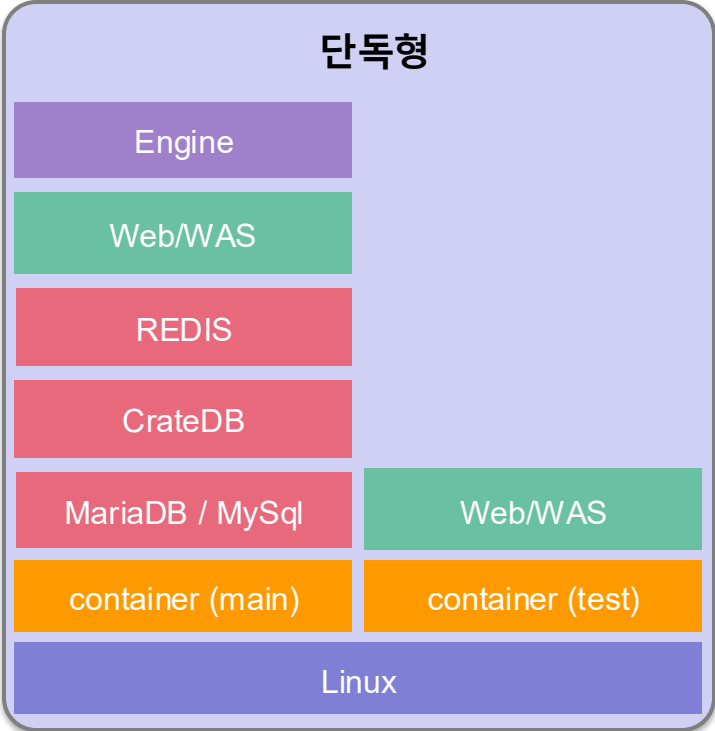 단독형
Engine
Web/WAS
REDIS
CrateDB
MariaDB / MySql
Web/WAS
container (main)
container (test)
Linux